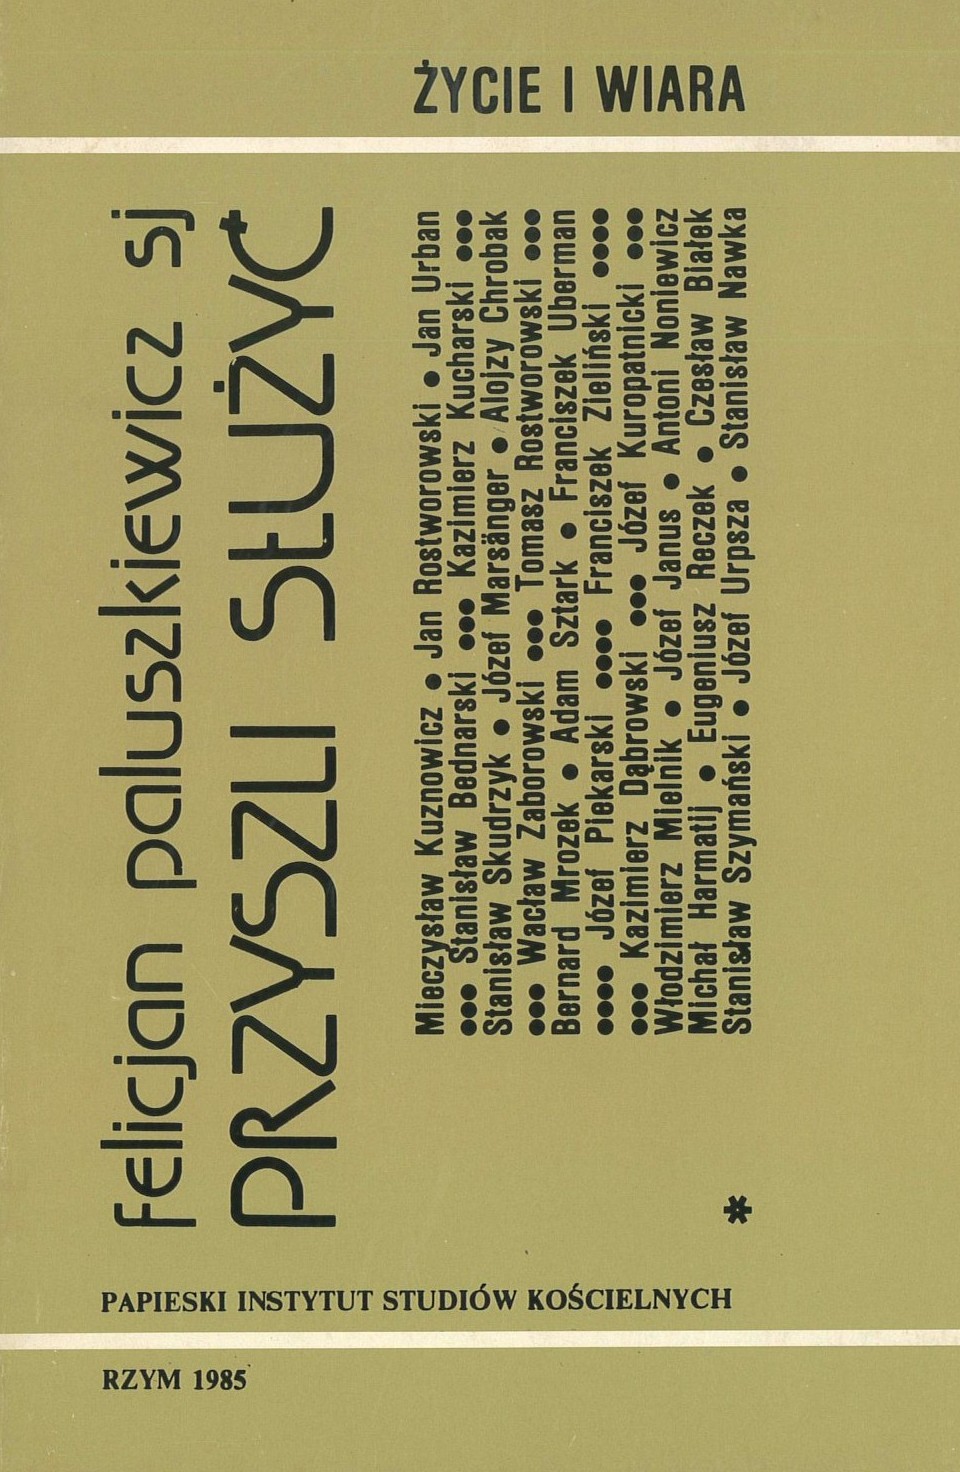 ŻYCIE I WIARA
felicjan paluszkiewicz sj
PRZYSZLI SŁUŻYĆ*
Mieczysław Kuznowicz ● Jan Rostworowski ● Jan Urban
●●● Stanisław Bednarski ●●● Kazimierz Kucharski ●●●
Stanisław Skudrzyk ● Józef Marsänger ● Alojzy Chrobak
●●● Wacław Zaborowski ●●● Tomasz Rostworowski ●●●
Bernard Mrozek ● Adam Sztark ● Franciszek Uberman
●●●● Józef Piekarski ●●●● Franciszek Zieliński ●●●●
●●● Kazimierz Dąbrowski ●●● Józef Kuropatnicki ●●●
Włodzimierz Mielnik ● Józef Janus ● Antoni Noniewicz
Michał Harmatij ● Eugeniusz Reczek ● Czesław Białek
* Stanisław Szymański ● Józef Urpsza ● Stanisław Nawka
PAPIESKI INSTYTUT STUDIÓW KOŚCIELNYCH
RZYM 1985